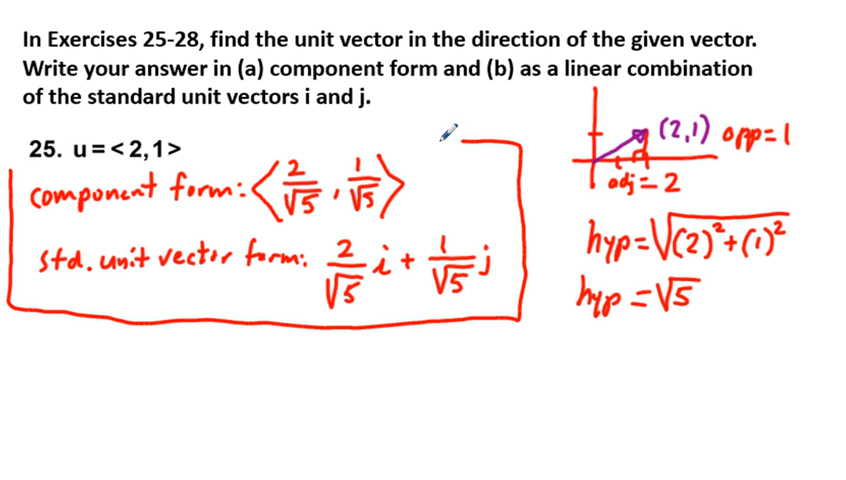 In Exercises 25-28, find the unit vector in the direction of the given vector.
Write your answer in (a) component form and (b) as a linear combination
of the standard unit vectors i and j.
25. u = < 2, 1 >
component form: <2/√5, 1/√5>
std. unit vector form: 2/√5 i + 1/√5 j
(2,1) opp = 1
adj = 2
hyp = √(2)² + (1)²
hyp = √5